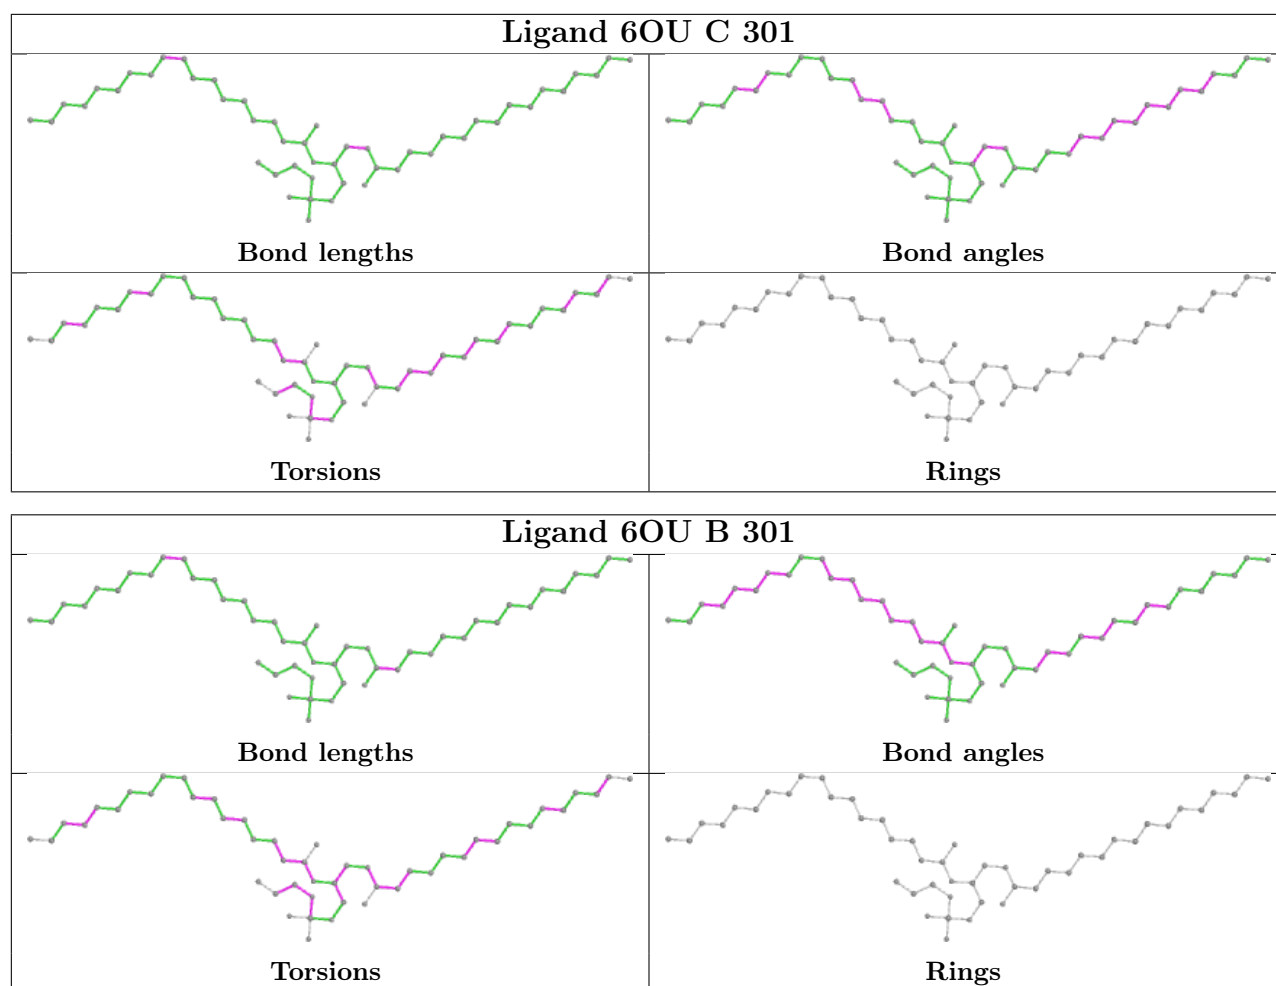 Ligand 6OU C 301
Bond lengths
Bond angles
Torsions
Rings
Ligand 6OU B 301
Bond lengths
Bond angles
Torsions
Rings